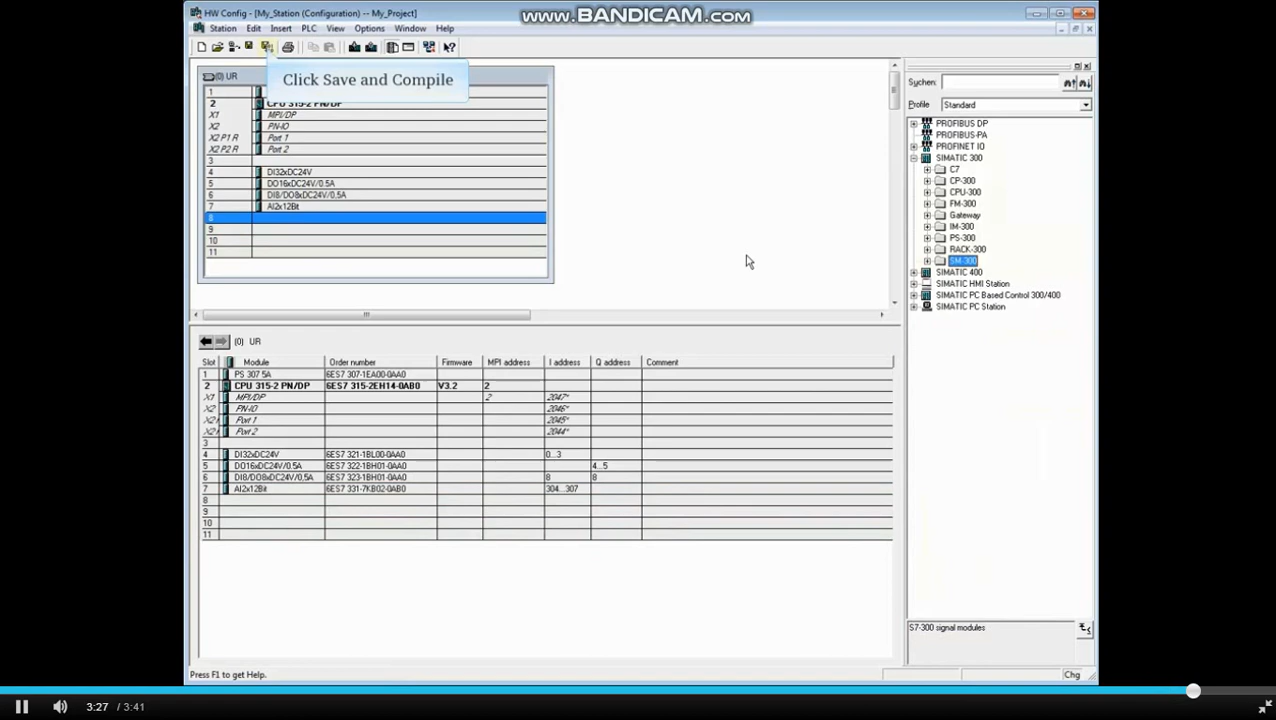 HW Config - [My_Station (Configuration) -- My_Project]
www.BANDICAM.com
Station Edit Insert PLC View Options Window Help
Click Save and Compile
(0) UR
1
2 CPU 315-2 PN/DP
X1 MPI/DP
X2 PN-IO
X2 P1 R Port 1
X2 P2 R Port 2
3
4 DI32xDC24V
5 DO16xDC24V/0.5A
6 DI8/DO8xDC24V/0,5A
7 AI2x12Bit
8
9
10
11
Suchen:
Profile Standard
PROFIBUS DP
PROFIBUS-PA
PROFINET IO
SIMATIC 300
C7
CP-300
CPU-300
FM-300
Gateway
IM-300
PS-300
RACK-300
SM-300
SIMATIC 400
SIMATIC HMI Station
SIMATIC PC Based Control 300/400
SIMATIC PC Station
(0) UR
Slot Module Order number Firmware MPI address I address Q address Comment
1 PS 307 5A 6ES7 307-1EA00-0AA0
2 CPU 315-2 PN/DP 6ES7 315-2EH14-0AB0 V3.2 2
X1 MPI/DP 2 2047*
X2 PN-IO 2046*
X2 Port 1 2045*
X2 Port 2 2044*
3
4 DI32xDC24V 6ES7 321-1BL00-0AA0 0...3
5 DO16xDC24V/0.5A 6ES7 322-1BH01-0AA0 4...5
6 DI8/DO8xDC24V/0,5A 6ES7 323-1BH01-0AA0 8 8
7 AI2x12Bit 6ES7 331-7KB02-0AB0 304...307
8
9
10
11
S7-300 signal modules
Press F1 to get Help.
Chg
3:27 / 3:41